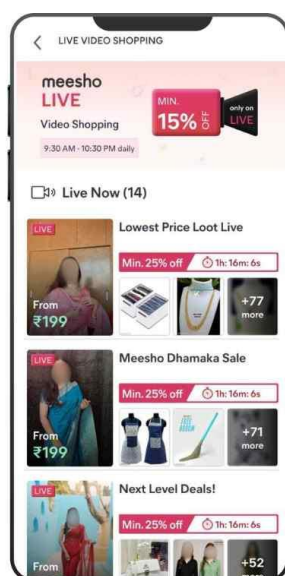 LIVE VIDEO SHOPPING
meesho
LIVE
Video Shopping
9:30 AM - 10:30 PM daily
MIN.
15% OFF
only on
LIVE
Live Now (14)
LIVE
Lowest Price Loot Live
Min. 25% off
1h: 16m: 6s
From
₹199
+77
more
LIVE
Meesho Dhamaka Sale
Min. 25% off
1h: 16m: 6s
From
₹199
+71
more
LIVE
Next Level Deals!
Min. 25% off
1h: 16m: 6s
From
+52